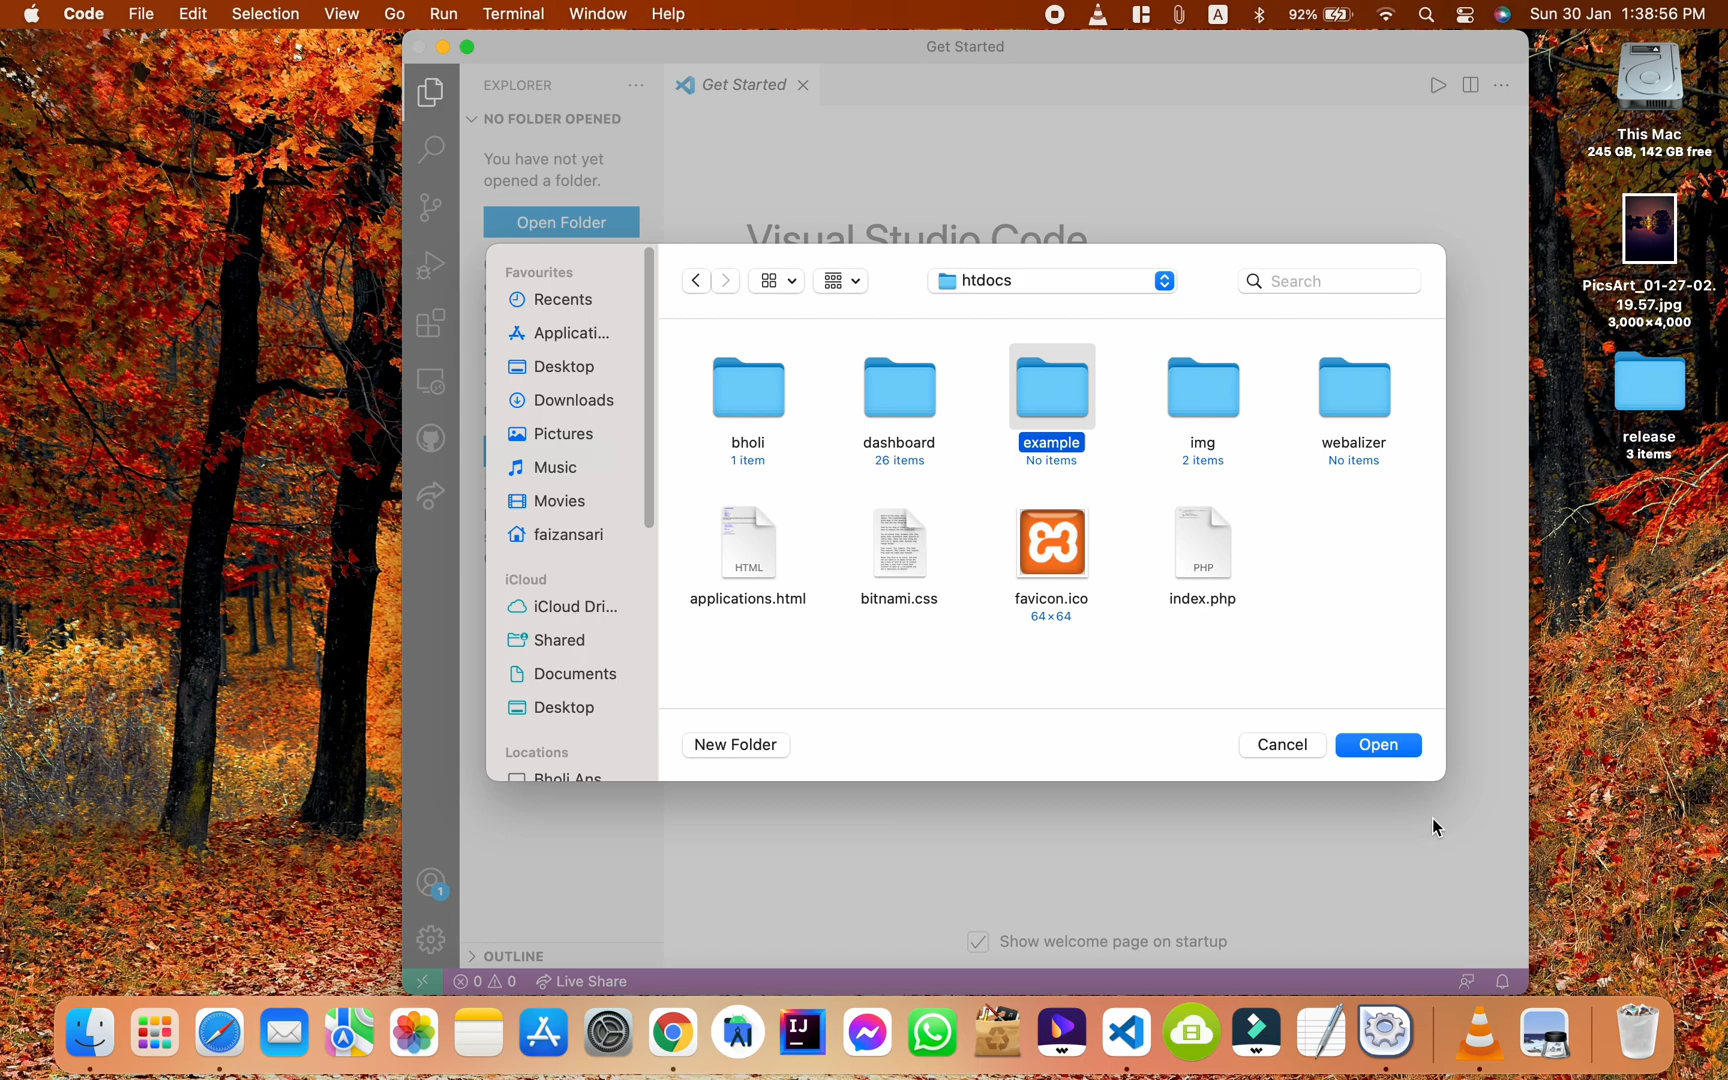 Code File Edit Selection View Go Run Terminal Window Help
A 92% Sun 30 Jan 1:38:56 PM
Get Started
EXPLORER
Get Started
NO FOLDER OPENED
You have not yet
opened a folder.
Open Folder
Visual Studio Code
Favourites
Recents
Applicati...
Desktop
Downloads
Pictures
Music
Movies
faizansari
iCloud
iCloud Dri...
Shared
Documents
Desktop
Locations
Bholi Ans
htdocs
Search
bholi
1 item
dashboard
26 items
example
No items
img
2 items
webalizer
No items
HTML
applications.html
bitnami.css
favicon.ico
64×64
PHP
index.php
New Folder
Cancel
Open
Show welcome page on startup
1
OUTLINE
0 0 Live Share
This Mac
245 GB, 142 GB free
PicsArt_01-27-02.
19.57.jpg
3,000×4,000
release
3 items
IJ